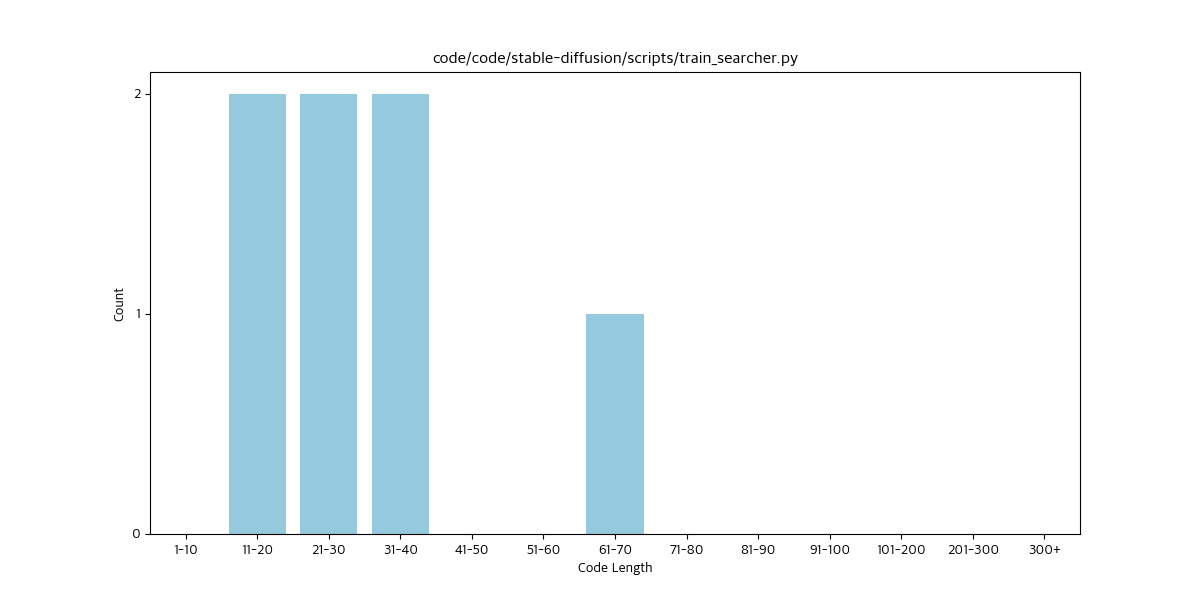 code/code/stable-diffusion/scripts/train_searcher.py
2
1
0
Count
1-10 11-20 21-30 31-40 41-50 51-60 61-70 71-80 81-90 91-100 101-200 201-300 300+
Code Length